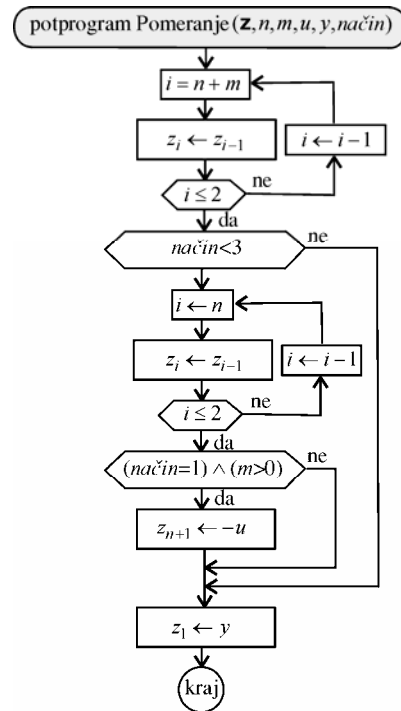 potprogram Pomeranje(z,n,m,u,y,način)
i = n + m
z_i ← z_{i-1}
i ← i-1
i ≤ 2
ne
da
način<3
ne
i ← n
z_i ← z_{i-1}
i ← i-1
i ≤ 2
ne
da
(način=1) ∧ (m>0)
ne
da
z_{n+1} ← -u
z_1 ← y
kraj